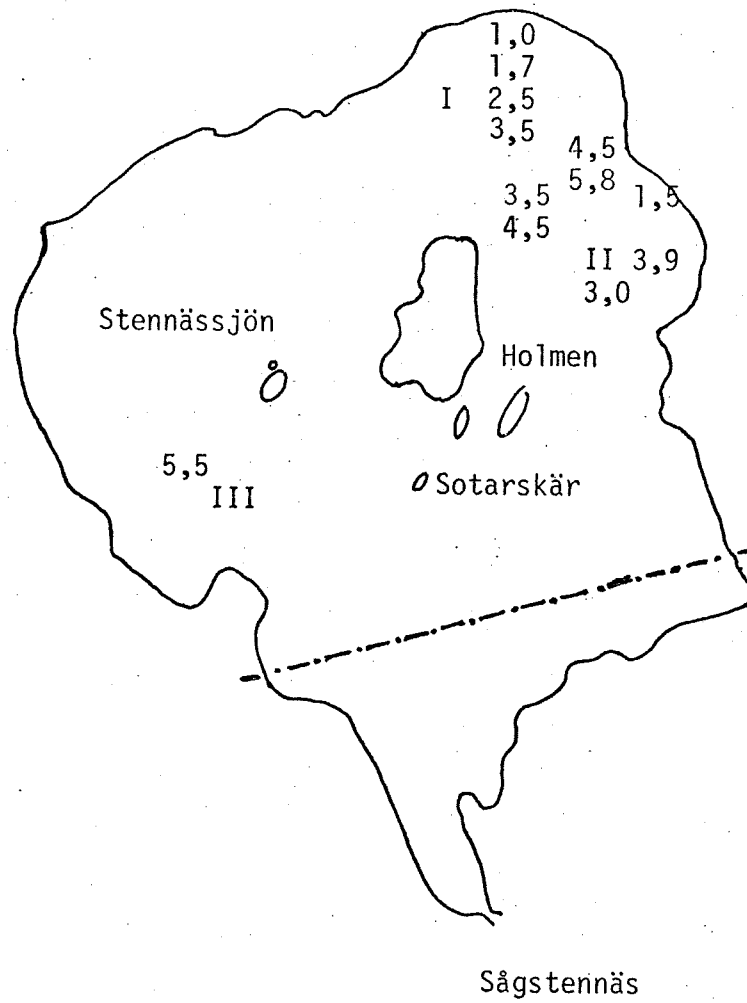 1,0
1,7
I 2,5
3,5
4,5
5,8
3,5
1,5
4,5
II 3,9
3,0
Stennässjön
Holmen
5,5
III
Sotarskär
Sågstennäs